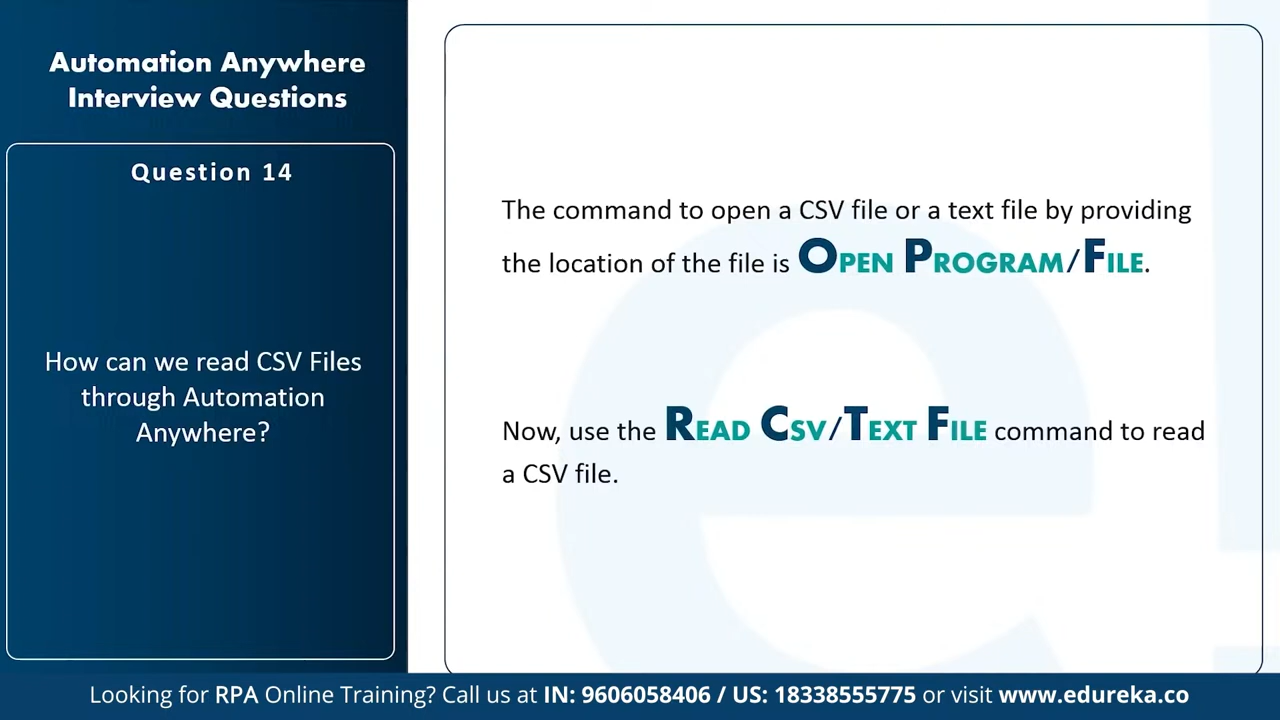 Automation Anywhere
Interview Questions
Question 14
How can we read CSV Files
through Automation
Anywhere?
The command to open a CSV file or a text file by providing
the location of the file is OPEN PROGRAM/FILE.
Now, use the READ CSV/TEXT FILE command to read
a CSV file.
Looking for RPA Online Training? Call us at IN: 9606058406 / US: 18338555775 or visit www.edureka.co